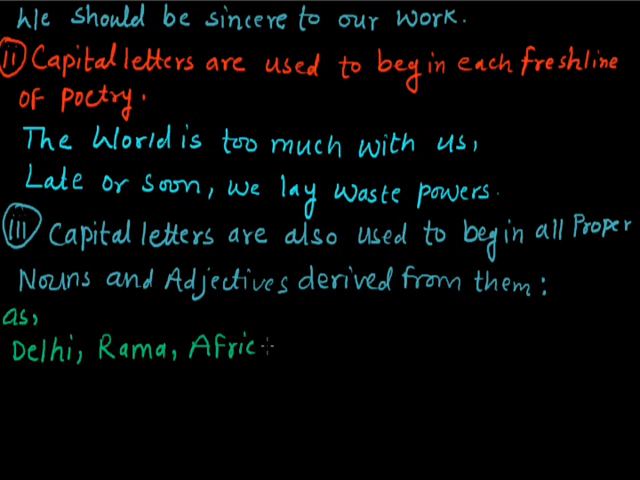 We should be sincere to our work.
(ii) Capital letters are used to begin each freshline
of poetry.
The World is too much with us,
Late or soon, we lay waste powers.
(iii) Capital letters are also used to begin all Proper
Nouns and Adjectives derived from them:
as,
Delhi, Rama, Afric